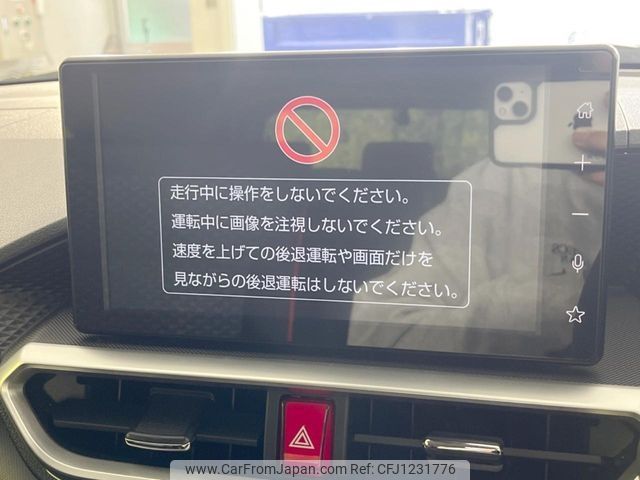 走行中に操作をしないでください。
運転中に画像を注視しないでください。
速度を上げての後退運転や画面だけを
見ながらの後退運転はしないでください。
www.CarFromJapan.com Ref: CFJ1231776